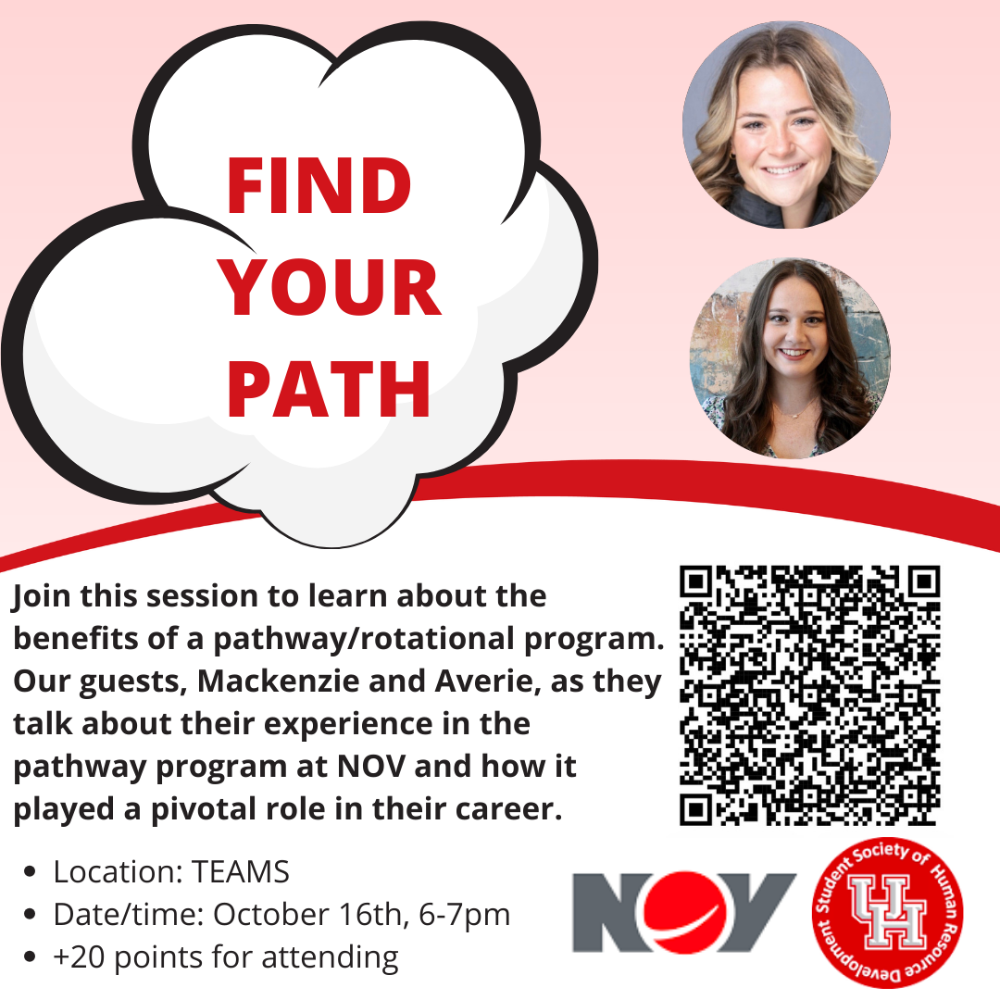 FIND
YOUR
PATH
Join this session to learn about the
benefits of a pathway/rotational program.
Our guests, Mackenzie and Averie, as they
talk about their experience in the
pathway program at NOV and how it
played a pivotal role in their career.
• Location: TEAMS
• Date/time: October 16th, 6-7pm
• +20 points for attending
NOV
Student Society of Human Resource Development
UH